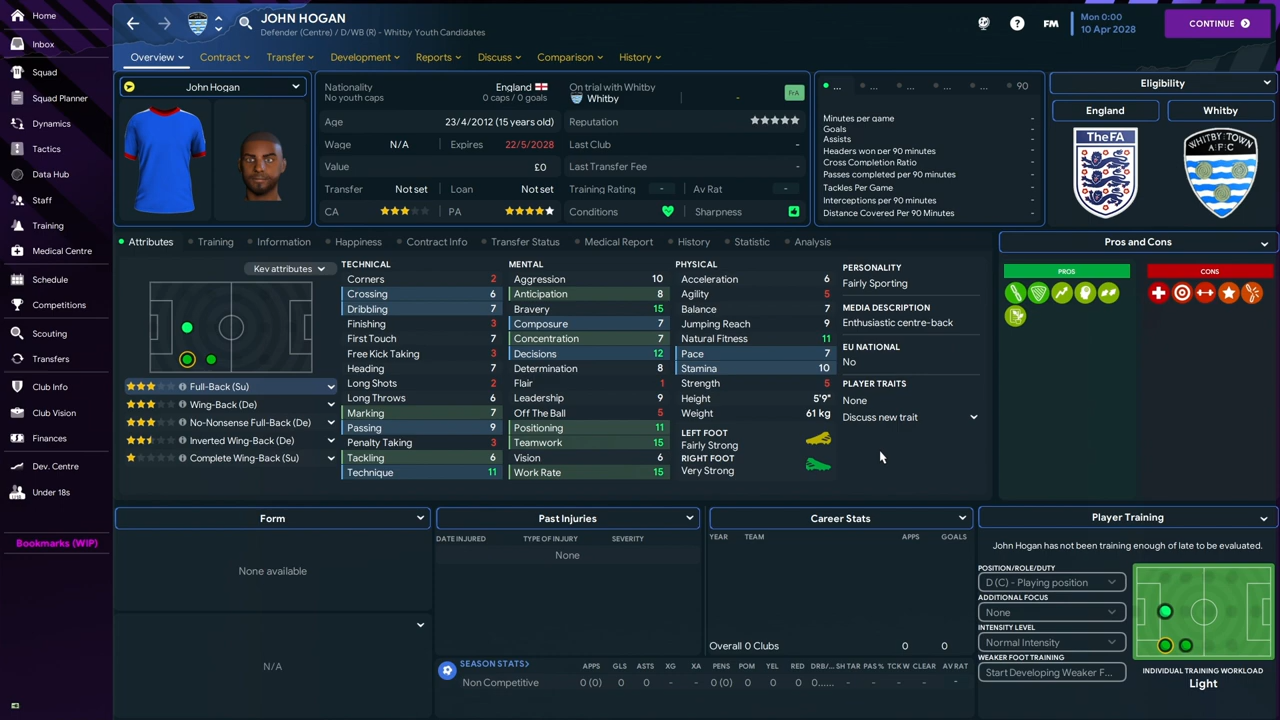 Home
Inbox
Squad
Squad Planner
Dynamics
Tactics
Data Hub
Staff
Training
Medical Centre
Schedule
Competitions
Scouting
Transfers
Club Info
Club Vision
Finances
Dev. Centre
Under 18s
Bookmarks (WIP)
JOHN HOGAN
Defender (Centre) / D/WB (R) - Whitby Youth Candidates
FM
Mon 0:00
10 Apr 2028
CONTINUE
Overview
Contract
Transfer
Development
Reports
Discuss
Comparison
History
John Hogan
Nationality England
No youth caps 0 caps / 0 goals
Age 23/4/2012 (15 years old)
Wage N/A Expires 22/5/2028
Value £0
Transfer Not set Loan Not set
CA PA
On trial with Whitby
Whitby - FrA
Reputation
Last Club -
Last Transfer Fee -
Training Rating - Av Rat -
Conditions Sharpness
... ... ... ... ... 90
Minutes per game -
Goals -
Assists -
Headers won per 90 minutes -
Cross Completion Ratio -
Passes completed per 90 minutes -
Tackles Per Game -
Interceptions per 90 minutes -
Distance Covered Per 90 Minutes -
Eligibility
England Whitby
The FA
WHITBY TOWN
A F.C.
Attributes
Training
Information
Happiness
Contract Info
Transfer Status
Medical Report
History
Statistic
Analysis
Key attributes
Full-Back (Su)
Wing-Back (De)
No-Nonsense Full-Back (De)
Inverted Wing-Back (De)
Complete Wing-Back (Su)
TECHNICAL
Corners 2
Crossing 6
Dribbling 7
Finishing 3
First Touch 7
Free Kick Taking 3
Heading 7
Long Shots 2
Long Throws 6
Marking 7
Passing 9
Penalty Taking 3
Tackling 6
Technique 11
MENTAL
Aggression 10
Anticipation 8
Bravery 15
Composure 7
Concentration 7
Decisions 12
Determination 8
Flair 1
Leadership 9
Off The Ball 5
Positioning 11
Teamwork 15
Vision 6
Work Rate 15
PHYSICAL
Acceleration 6
Agility 5
Balance 7
Jumping Reach 9
Natural Fitness 11
Pace 7
Stamina 10
Strength 5
Height 5'9"
Weight 61 kg
LEFT FOOT
Fairly Strong
RIGHT FOOT
Very Strong
PERSONALITY
Fairly Sporting
MEDIA DESCRIPTION
Enthusiastic centre-back
EU NATIONAL
No
PLAYER TRAITS
None
Discuss new trait
Pros and Cons
PROS CONS
Form
None available
N/A
Past Injuries
DATE INJURED TYPE OF INJURY SEVERITY
None
Career Stats
YEAR TEAM APPS GOALS
Overall 0 Clubs 0 0
SEASON STATS> APPS GLS ASTS XG XA PENS POM YEL RED DRB/... SH TAR PAS % TCK W CLEAR AV RAT
Non Competitive 0 (0) 0 0 - - 0 (0) 0 0 0 0...... - - - - -
Player Training
John Hogan has not been training enough of late to be evaluated.
POSITION/ROLE/DUTY
D (C) - Playing position
ADDITIONAL FOCUS
None
INTENSITY LEVEL
Normal Intensity
WEAKER FOOT TRAINING
Start Developing Weaker F...
INDIVIDUAL TRAINING WORKLOAD
Light